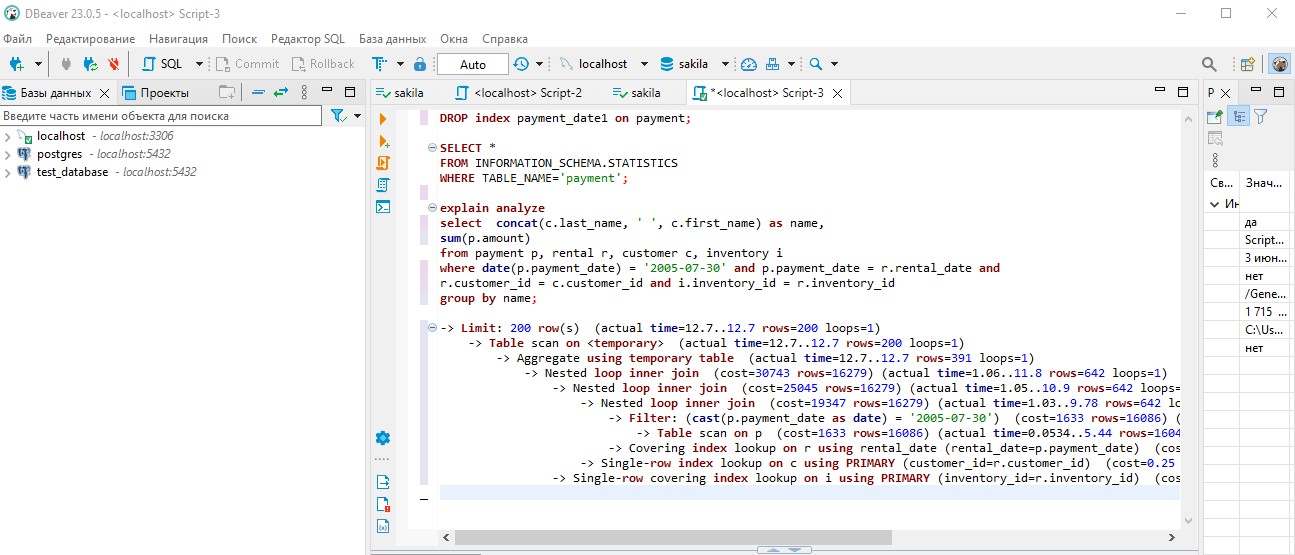 DBeaver 23.0.5 - <localhost> Script-3
Файл Редактирование Навигация Поиск Редактор SQL База данных Окна Справка
SQL Commit Rollback Auto localhost sakila
Базы данных Проекты
Введите часть имени объекта для поиска
localhost - localhost:3306
postgres - localhost:5432
test_database - localhost:5432
sakila <localhost> Script-2 sakila *<localhost> Script-3
DROP index payment_date1 on payment;
SELECT *
FROM INFORMATION_SCHEMA.STATISTICS
WHERE TABLE_NAME='payment';
explain analyze
select  concat(c.last_name, ' ', c.first_name) as name,
sum(p.amount)
from payment p, rental r, customer c, inventory i
where date(p.payment_date) = '2005-07-30' and p.payment_date = r.rental_date and
r.customer_id = c.customer_id and i.inventory_id = r.inventory_id
group by name;
-> Limit: 200 row(s)  (actual time=12.7..12.7 rows=200 loops=1)
-> Table scan on <temporary>  (actual time=12.7..12.7 rows=200 loops=1)
-> Aggregate using temporary table  (actual time=12.7..12.7 rows=391 loops=1)
-> Nested loop inner join  (cost=30743 rows=16279) (actual time=1.06..11.8 rows=642 loops=1)
-> Nested loop inner join  (cost=25045 rows=16279) (actual time=1.05..10.9 rows=642 loops=
-> Nested loop inner join  (cost=19347 rows=16279) (actual time=1.03..9.78 rows=642 lo
-> Filter: (cast(p.payment_date as date) = '2005-07-30')  (cost=1633 rows=16086) (
-> Table scan on p  (cost=1633 rows=16086) (actual time=0.0534..5.44 rows=1604
-> Covering index lookup on r using rental_date (rental_date=p.payment_date)  (cos
-> Single-row index lookup on c using PRIMARY (customer_id=r.customer_id)  (cost=0.25
-> Single-row covering index lookup on i using PRIMARY (inventory_id=r.inventory_id)  (cos
P
Св... Знач...
Ин
да
Script...
3 июн...
нет
/Gene...
1 715 ...
C:\Us...
нет